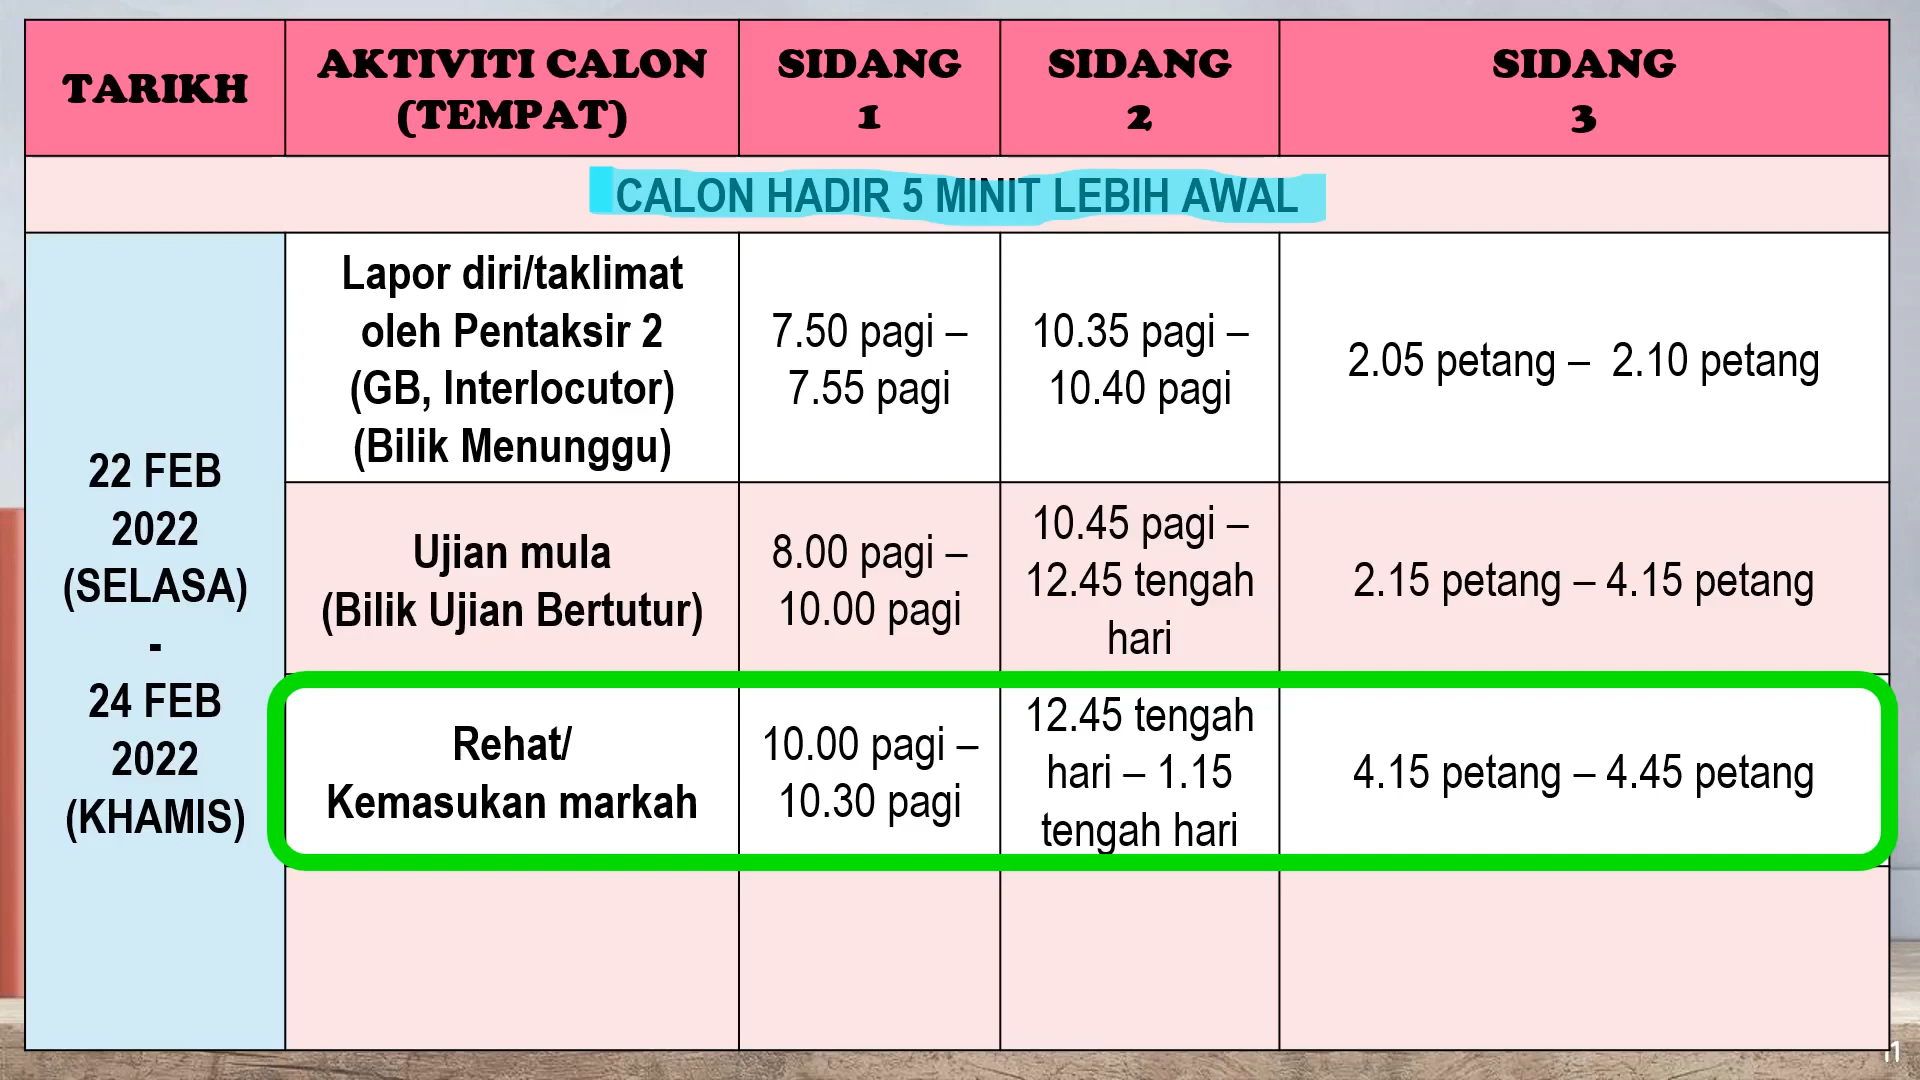 TARIKH
AKTIVITI CALON
(TEMPAT)
SIDANG
1
SIDANG
2
SIDANG
3
CALON HADIR 5 MINIT LEBIH AWAL
22 FEB
2022
(SELASA)
-
24 FEB
2022
(KHAMIS)
Lapor diri/taklimat
oleh Pentaksir 2
(GB, Interlocutor)
(Bilik Menunggu)
7.50 pagi –
7.55 pagi
10.35 pagi –
10.40 pagi
2.05 petang – 2.10 petang
Ujian mula
(Bilik Ujian Bertutur)
8.00 pagi –
10.00 pagi
10.45 pagi –
12.45 tengah
hari
2.15 petang – 4.15 petang
Rehat/
Kemasukan markah
10.00 pagi –
10.30 pagi
12.45 tengah
hari – 1.15
tengah hari
4.15 petang – 4.45 petang